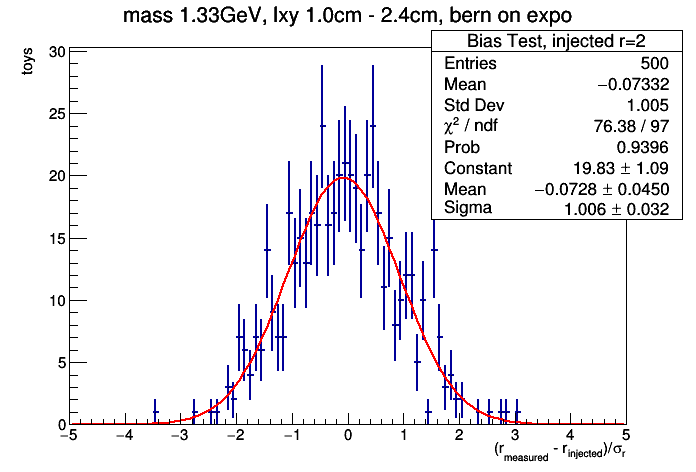 mass 1.33GeV, lxy 1.0cm - 2.4cm, bern on expo
Bias Test, injected r=2
Entries 500
Mean −0.07332
Std Dev 1.005
χ² / ndf 76.38 / 97
Prob 0.9396
Constant 19.83 ± 1.09
Mean −0.0728 ± 0.0450
Sigma 1.006 ± 0.032
toys
30
25
20
15
10
5
0
−5 −4 −3 −2 −1 0 1 2 3 4 5
(r_measured - r_injected)/σ_r